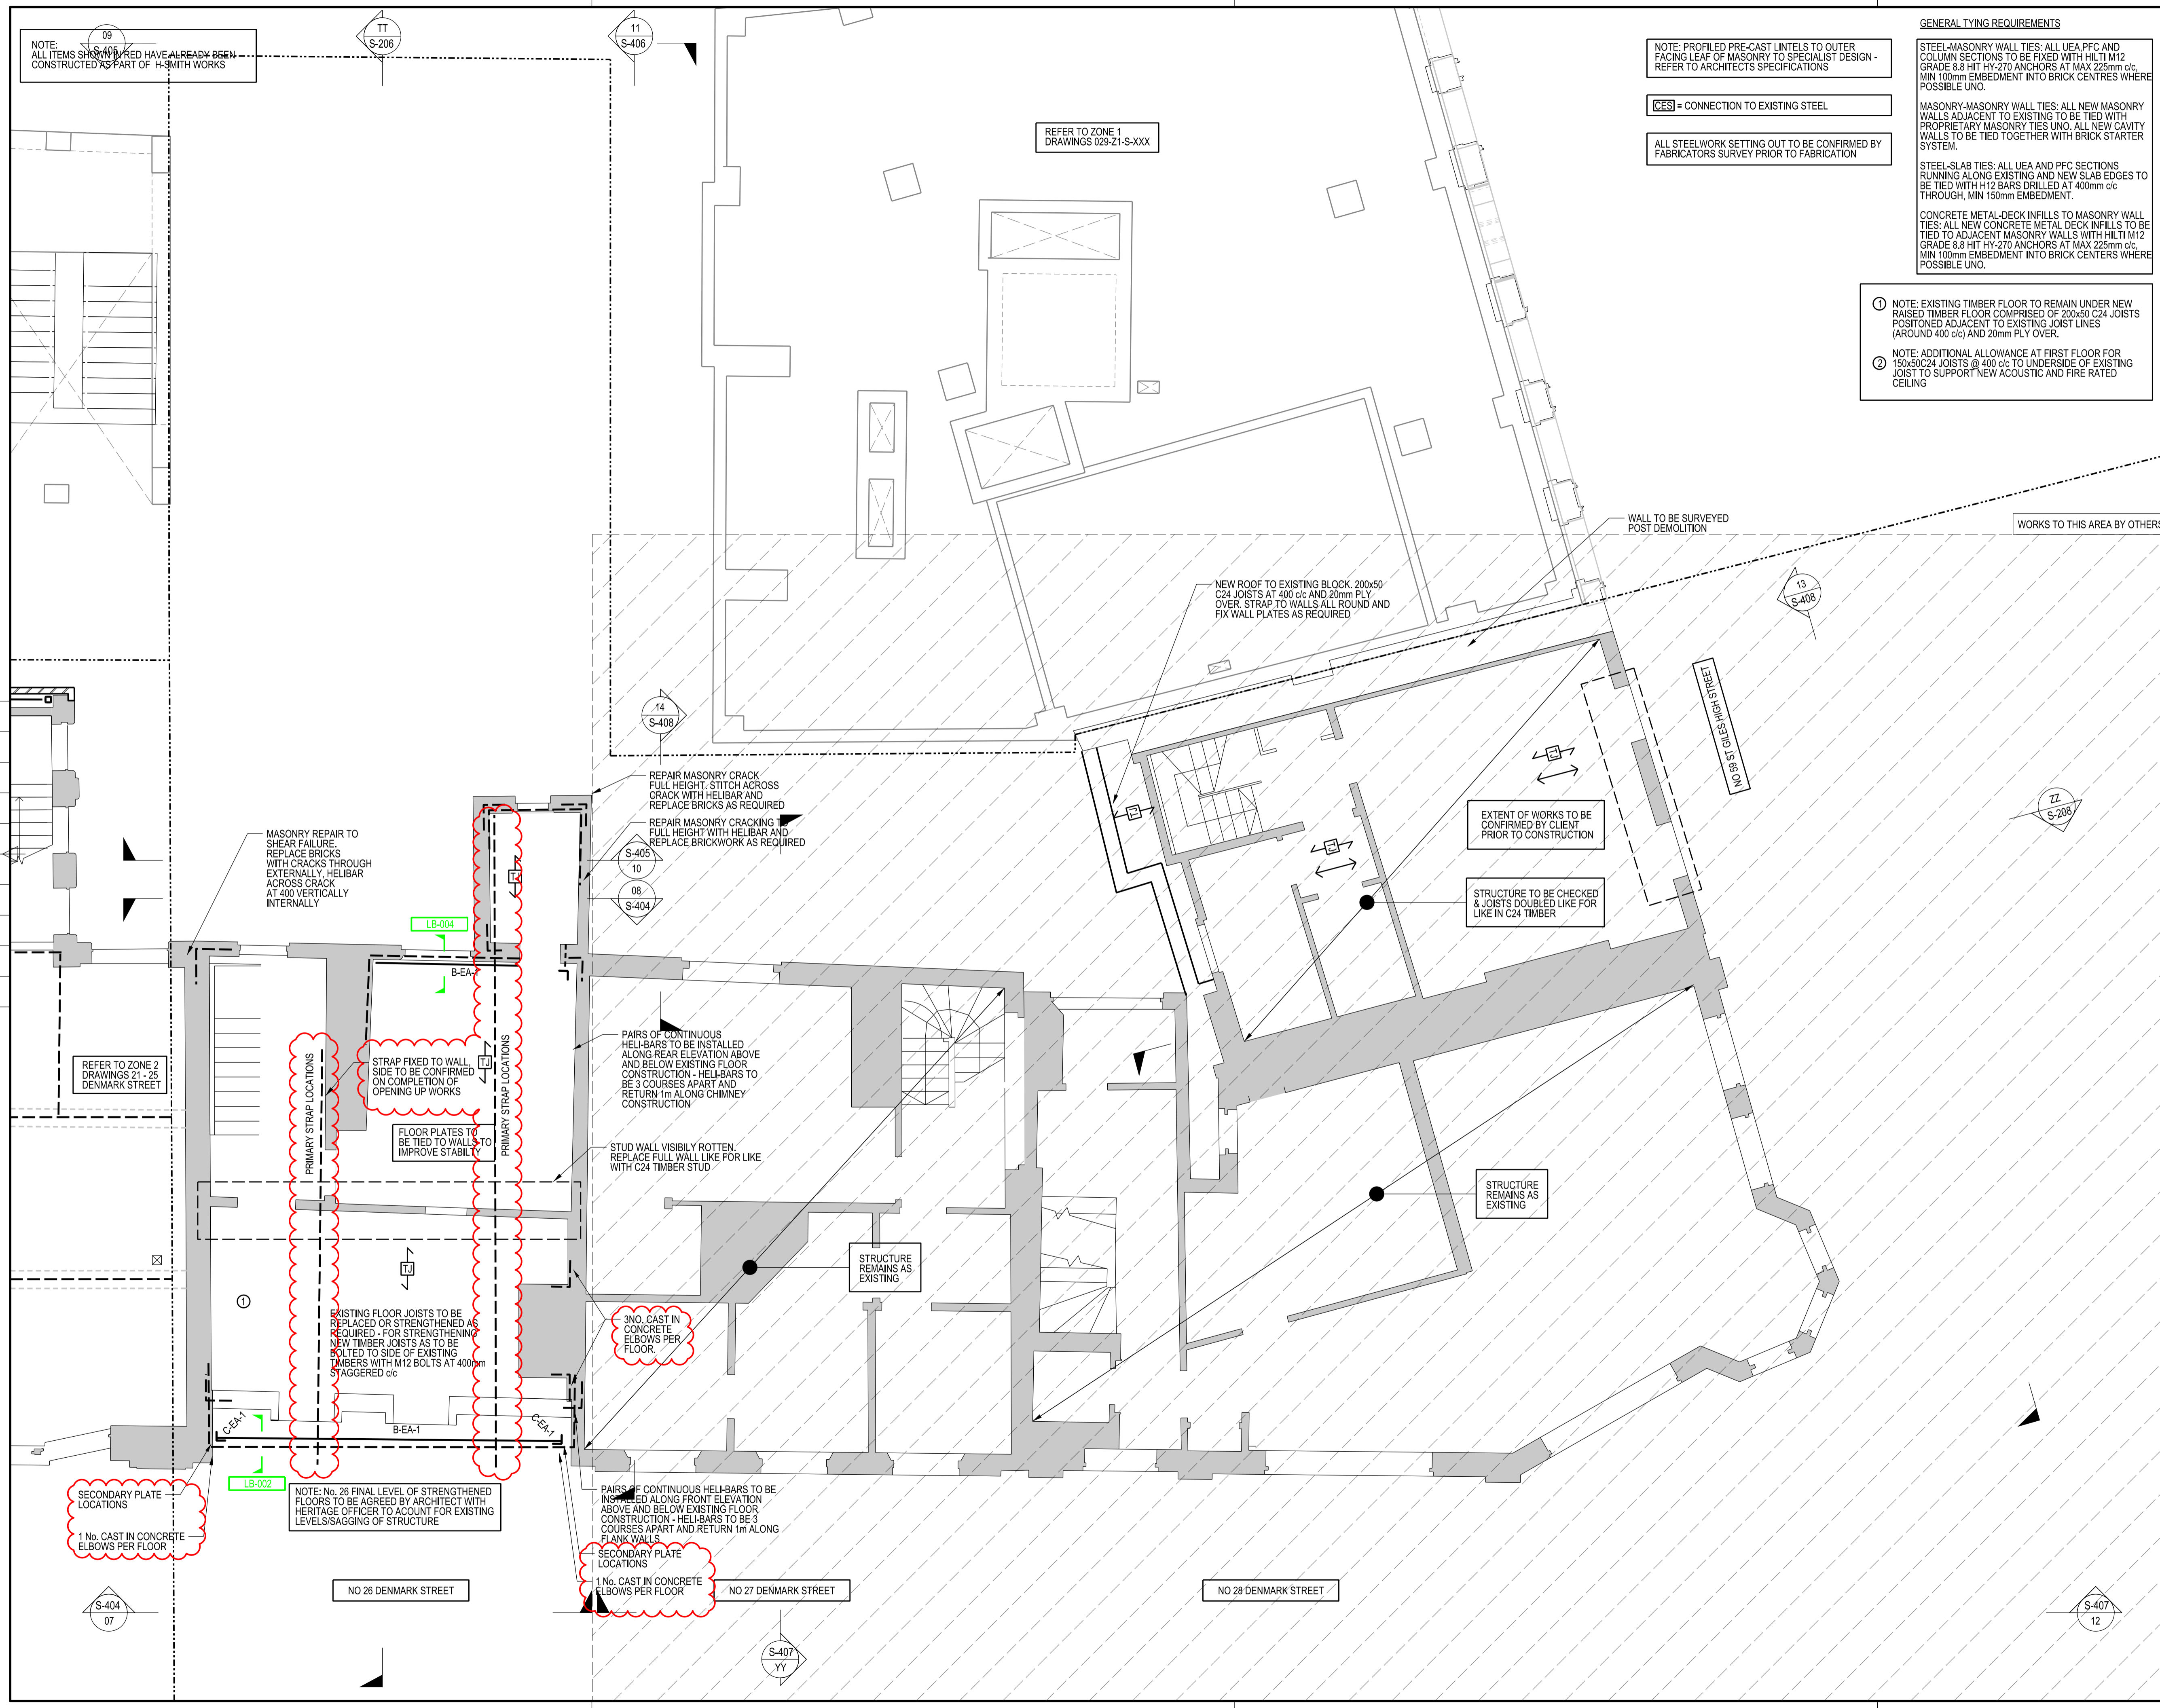 NOTE:
ALL ITEMS SHOWN IN RED HAVE ALREADY BEEN
CONSTRUCTED AS PART OF H-SMITH WORKS
09
S-405
TT
S-206
11
S-406
REFER TO ZONE 1
DRAWINGS 029-Z1-S-XXX
NOTE: PROFILED PRE-CAST LINTELS TO OUTER
FACING LEAF OF MASONRY TO SPECIALIST DESIGN -
REFER TO ARCHITECTS SPECIFICATIONS
CES = CONNECTION TO EXISTING STEEL
ALL STEELWORK SETTING OUT TO BE CONFIRMED BY
FABRICATORS SURVEY PRIOR TO FABRICATION
GENERAL TYING REQUIREMENTS
STEEL-MASONRY WALL TIES: ALL UEA,PFC AND
COLUMN SECTIONS TO BE FIXED WITH HILTI M12
GRADE 8.8 HIT HY-270 ANCHORS AT MAX 225mm c/c,
MIN 100mm EMBEDMENT INTO BRICK CENTRES WHERE
POSSIBLE UNO.
MASONRY-MASONRY WALL TIES: ALL NEW MASONRY
WALLS ADJACENT TO EXISTING TO BE TIED WITH
PROPRIETARY MASONRY TIES UNO. ALL NEW CAVITY
WALLS TO BE TIED TOGETHER WITH BRICK STARTER
SYSTEM.
STEEL-SLAB TIES: ALL UEA AND PFC SECTIONS
RUNNING ALONG EXISTING AND NEW SLAB EDGES TO
BE TIED WITH H12 BARS DRILLED AT 400mm c/c
THROUGH, MIN 150mm EMBEDMENT.
CONCRETE METAL-DECK INFILLS TO MASONRY WALL
TIES: ALL NEW CONCRETE METAL DECK INFILLS TO BE
TIED TO ADJACENT MASONRY WALLS WITH HILTI M12
GRADE 8.8 HIT HY-270 ANCHORS AT MAX 225mm c/c,
MIN 100mm EMBEDMENT INTO BRICK CENTERS WHERE
POSSIBLE UNO.
1 NOTE: EXISTING TIMBER FLOOR TO REMAIN UNDER NEW
RAISED TIMBER FLOOR COMPRISED OF 200x50 C24 JOISTS
POSITONED ADJACENT TO EXISTING JOIST LINES
(AROUND 400 c/c) AND 20mm PLY OVER.
2 NOTE: ADDITIONAL ALLOWANCE AT FIRST FLOOR FOR
150x50C24 JOISTS @ 400 c/c TO UNDERSIDE OF EXISTING
JOIST TO SUPPORT NEW ACOUSTIC AND FIRE RATED
CEILING
WALL TO BE SURVEYED
POST DEMOLITION
WORKS TO THIS AREA BY OTHERS
NEW ROOF TO EXISTING BLOCK. 200x50
C24 JOISTS AT 400 c/c AND 20mm PLY
OVER. STRAP TO WALLS ALL ROUND AND
FIX WALL PLATES AS REQUIRED
13
S-408
14
S-408
NO 59 ST GILES HIGH STREET
TJ
TJ
TJ
EXTENT OF WORKS TO BE
CONFIRMED BY CLIENT
PRIOR TO CONSTRUCTION
ZZ
S-208
STRUCTURE TO BE CHECKED
& JOISTS DOUBLED LIKE FOR
LIKE IN C24 TIMBER
REPAIR MASONRY CRACK
FULL HEIGHT. STITCH ACROSS
CRACK WITH HELIBAR AND
REPLACE BRICKS AS REQUIRED
REPAIR MASONRY CRACKING TO
FULL HEIGHT WITH HELIBAR AND
REPLACE BRICKWORK AS REQUIRED
S-405
10
08
S-404
MASONRY REPAIR TO
SHEAR FAILURE.
REPLACE BRICKS
WITH CRACKS THROUGH
EXTERNALLY, HELIBAR
ACROSS CRACK
AT 400 VERTICALLY
INTERNALLY
TJ
LB-004
B-EA-1
REFER TO ZONE 2
DRAWINGS 21 - 25
DENMARK STREET
PRIMARY STRAP LOCATIONS
STRAP FIXED TO WALL,
SIDE TO BE CONFIRMED
ON COMPLETION OF
OPENING UP WORKS
TJ
PRIMARY STRAP LOCATIONS
FLOOR PLATES TO
BE TIED TO WALLS TO
IMPROVE STABILTY
PAIRS OF CONTINUOUS
HELI-BARS TO BE INSTALLED
ALONG REAR ELEVATION ABOVE
AND BELOW EXISTING FLOOR
CONSTRUCTION - HELI-BARS TO
BE 3 COURSES APART AND
RETURN 1m ALONG CHIMNEY
CONSTRUCTION
STUD WALL VISIBILY ROTTEN.
REPLACE FULL WALL LIKE FOR LIKE
WITH C24 TIMBER STUD
STRUCTURE
REMAINS AS
EXISTING
STRUCTURE
REMAINS AS
EXISTING
TJ
1
EXISTING FLOOR JOISTS TO BE
REPLACED OR STRENGTHENED AS
REQUIRED - FOR STRENGTHENING
NEW TIMBER JOISTS AS TO BE
BOLTED TO SIDE OF EXISTING
TIMBERS WITH M12 BOLTS AT 400mm
STAGGERED c/c
3NO. CAST IN
CONCRETE
ELBOWS PER
FLOOR.
C-EA-1
B-EA-1
C-EA-1
LB-002
SECONDARY PLATE
LOCATIONS
1 No. CAST IN CONCRETE
ELBOWS PER FLOOR
NOTE: No. 26 FINAL LEVEL OF STRENGTHENED
FLOORS TO BE AGREED BY ARCHITECT WITH
HERITAGE OFFICER TO ACOUNT FOR EXISTING
LEVELS/SAGGING OF STRUCTURE
PAIRS OF CONTINUOUS HELI-BARS TO BE
INSTALLED ALONG FRONT ELEVATION
ABOVE AND BELOW EXISTING FLOOR
CONSTRUCTION - HELI-BARS TO BE 3
COURSES APART AND RETURN 1m ALONG
FLANK WALLS
SECONDARY PLATE
LOCATIONS
1 No. CAST IN CONCRETE
ELBOWS PER FLOOR
NO 26 DENMARK STREET
NO 27 DENMARK STREET
NO 28 DENMARK STREET
S-404
07
S-407
YY
S-407
12